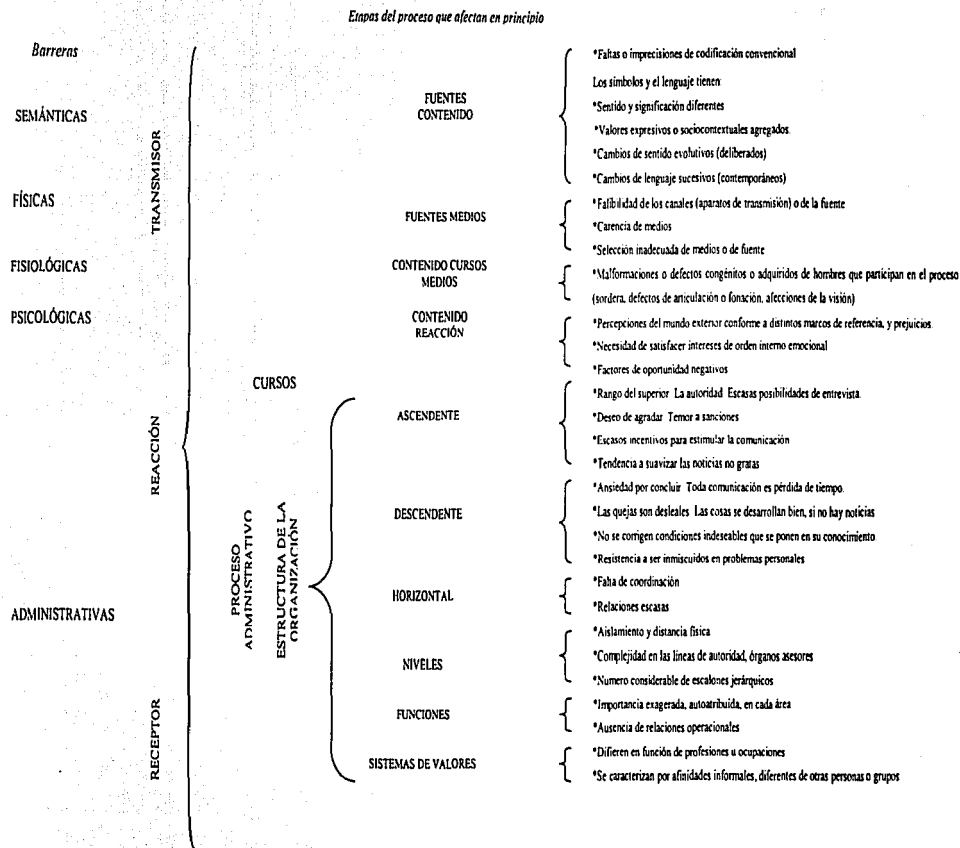 Etapas del proceso que afectan en principio
Barreras
SEMÁNTICAS
FÍSICAS
FISIOLÓGICAS
PSICOLÓGICAS
ADMINISTRATIVAS
TRANSMISOR
REACCIÓN
RECEPTOR
FUENTES
CONTENIDO
*Faltas o imprecisiones de codificación convencional
Los símbolos y el lenguaje tienen
*Sentido y significación diferentes
*Valores expresivos o sociocontextuales agregados.
*Cambios de sentido evolutivos (deliberados)
*Cambios de lenguaje sucesivos (contemporáneos)
FUENTES MEDIOS
*Falibilidad de los canales (aparatos de transmisión) o de la fuente
*Carencia de medios
*Selección inadecuada de medios o de fuente
CONTENIDO CURSOS
MEDIOS
*Malformaciones o defectos congénitos o adquiridos de hombres que participan en el proceso
(sordera, defectos de articulación o fonación, afecciones de la visión)
CONTENIDO
REACCIÓN
*Percepciones del mundo exterior conforme a distintos marcos de referencia, y prejuicios.
*Necesidad de satisfacer intereses de orden interno emocional
*Factores de oportunidad negativos
CURSOS
PROCESO
ADMINISTRATIVO
ESTRUCTURA DE LA
ORGANIZACIÓN
ASCENDENTE
*Rango del superior La autoridad Escasas posibilidades de entrevista.
*Deseo de agradar Temor a sanciones
*Escasos incentivos para estimular la comunicación
*Tendencia a suavizar las noticias no gratas
DESCENDENTE
*Ansiedad por concluir Toda comunicación es pérdida de tiempo.
*Las quejas son desleales Las cosas se desarrollan bien, si no hay noticias
*No se corrigen condiciones indeseables que se ponen en su conocimiento
*Resistencia a ser inmiscuidos en problemas personales
HORIZONTAL
*Falta de coordinación
*Relaciones escasas
NIVELES
*Aislamiento y distancia física
*Complejidad en las líneas de autoridad, órganos asesores
*Numero considerable de escalones jerárquicos
FUNCIONES
*Importancia exagerada, autoatribuida, en cada área
*Ausencia de relaciones operacionales
SISTEMAS DE VALORES
*Difieren en función de profesiones u ocupaciones
*Se caracterizan por afinidades informales, diferentes de otras personas o grupos